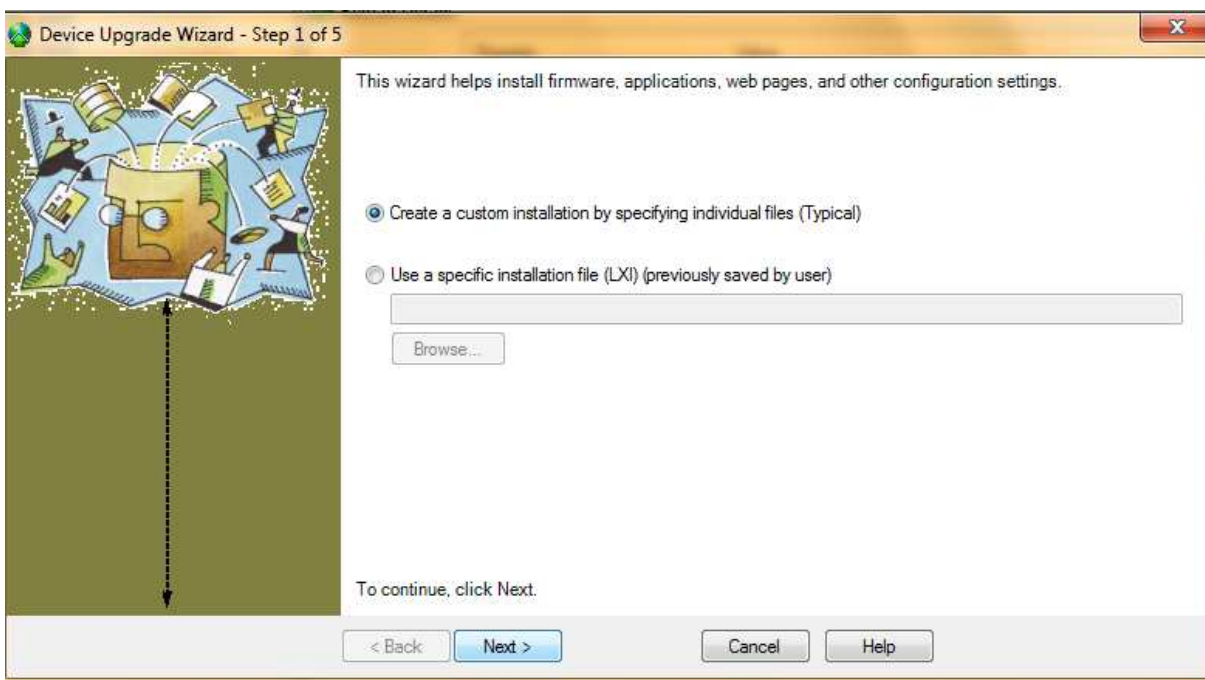 Device Upgrade Wizard - Step 1 of 5
X
This wizard helps install firmware, applications, web pages, and other configuration settings.
Create a custom installation by specifying individual files (Typical)
Use a specific installation file (LXI) (previously saved by user)
Browse...
To continue, click Next.
< Back
Next >
Cancel
Help